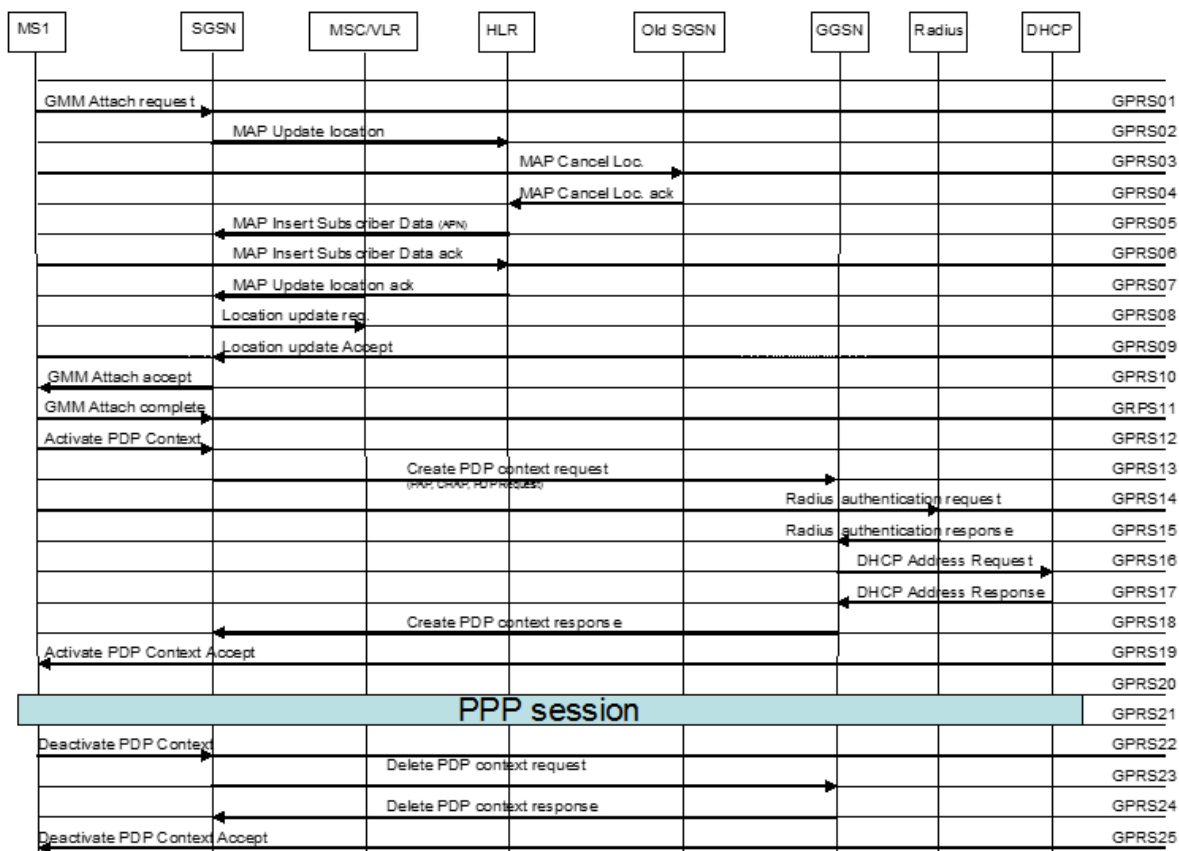 MS1 SGSN MSC/VLR HLR Old SGSN GGSN Radius DHCP
GMM Attach request GPRS01
MAP Update location GPRS02
MAP Cancel Loc. GPRS03
MAP Cancel Loc. ack GPRS04
MAP Insert Subscriber Data (APN) GPRS05
MAP Insert Subscriber Data ack GPRS06
MAP Update location ack GPRS07
Location update req. GPRS08
Location update Accept GPRS09
GMM Attach accept GPRS10
GMM Attach complete GRPS11
Activate PDP Context GPRS12
Create PDP context request GPRS13
(PAP, CHAP, PDP Request)
Radius authentication request GPRS14
Radius authentication response GPRS15
DHCP Address Request GPRS16
DHCP Address Response GPRS17
Create PDP context response GPRS18
Activate PDP Context Accept GPRS19
GPRS20
PPP session GPRS21
Deactivate PDP Context GPRS22
Delete PDP context request GPRS23
Delete PDP context response GPRS24
Deactivate PDP Context Accept GPRS25